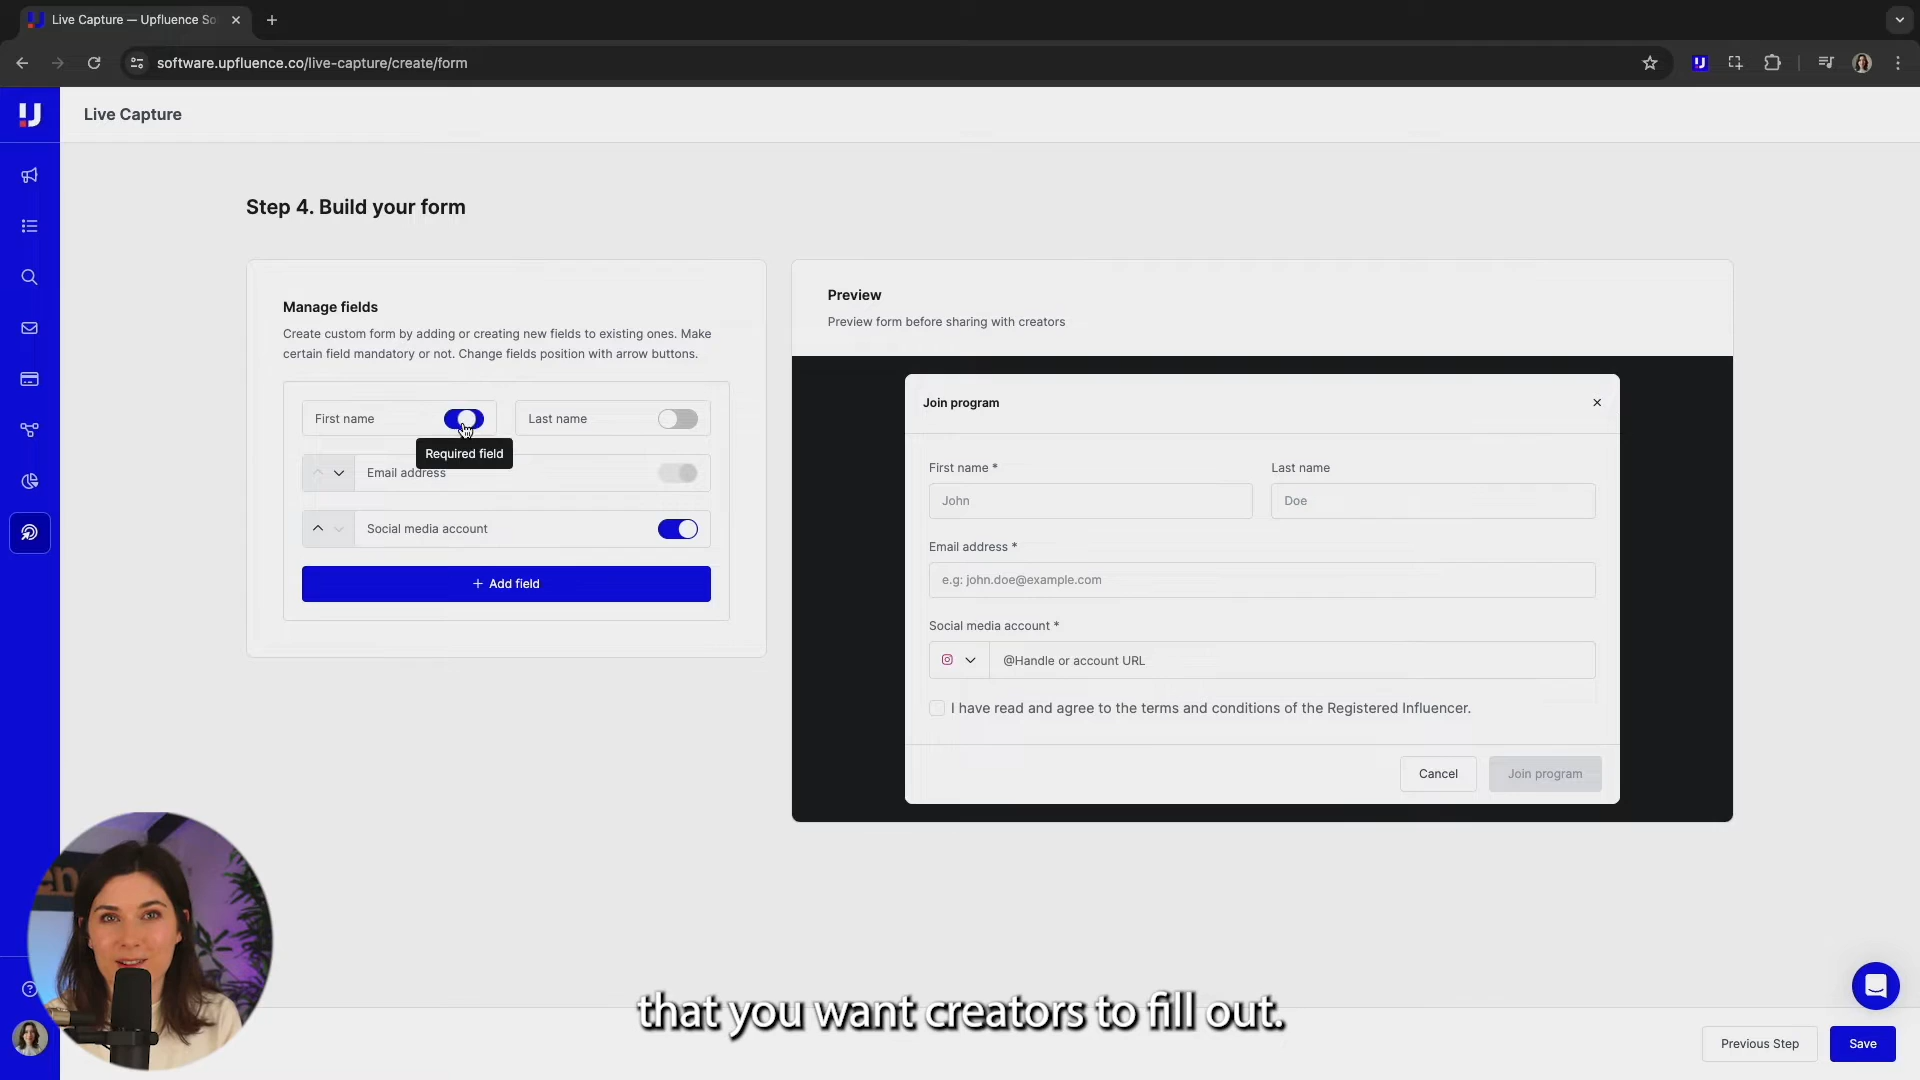 Live Capture — Upfluence So
software.upfluence.co/live-capture/create/form
Live Capture
Step 4. Build your form
Manage fields
Create custom form by adding or creating new fields to existing ones. Make
certain field mandatory or not. Change fields position with arrow buttons.
First name
Last name
Required field
Email address
Social media account
+ Add field
Preview
Preview form before sharing with creators
Join program
First name *
Last name
John
Doe
Email address *
e.g: john.doe@example.com
Social media account *
@Handle or account URL
I have read and agree to the terms and conditions of the Registered Influencer.
Cancel
Join program
that you want creators to fill out.
Previous Step
Save